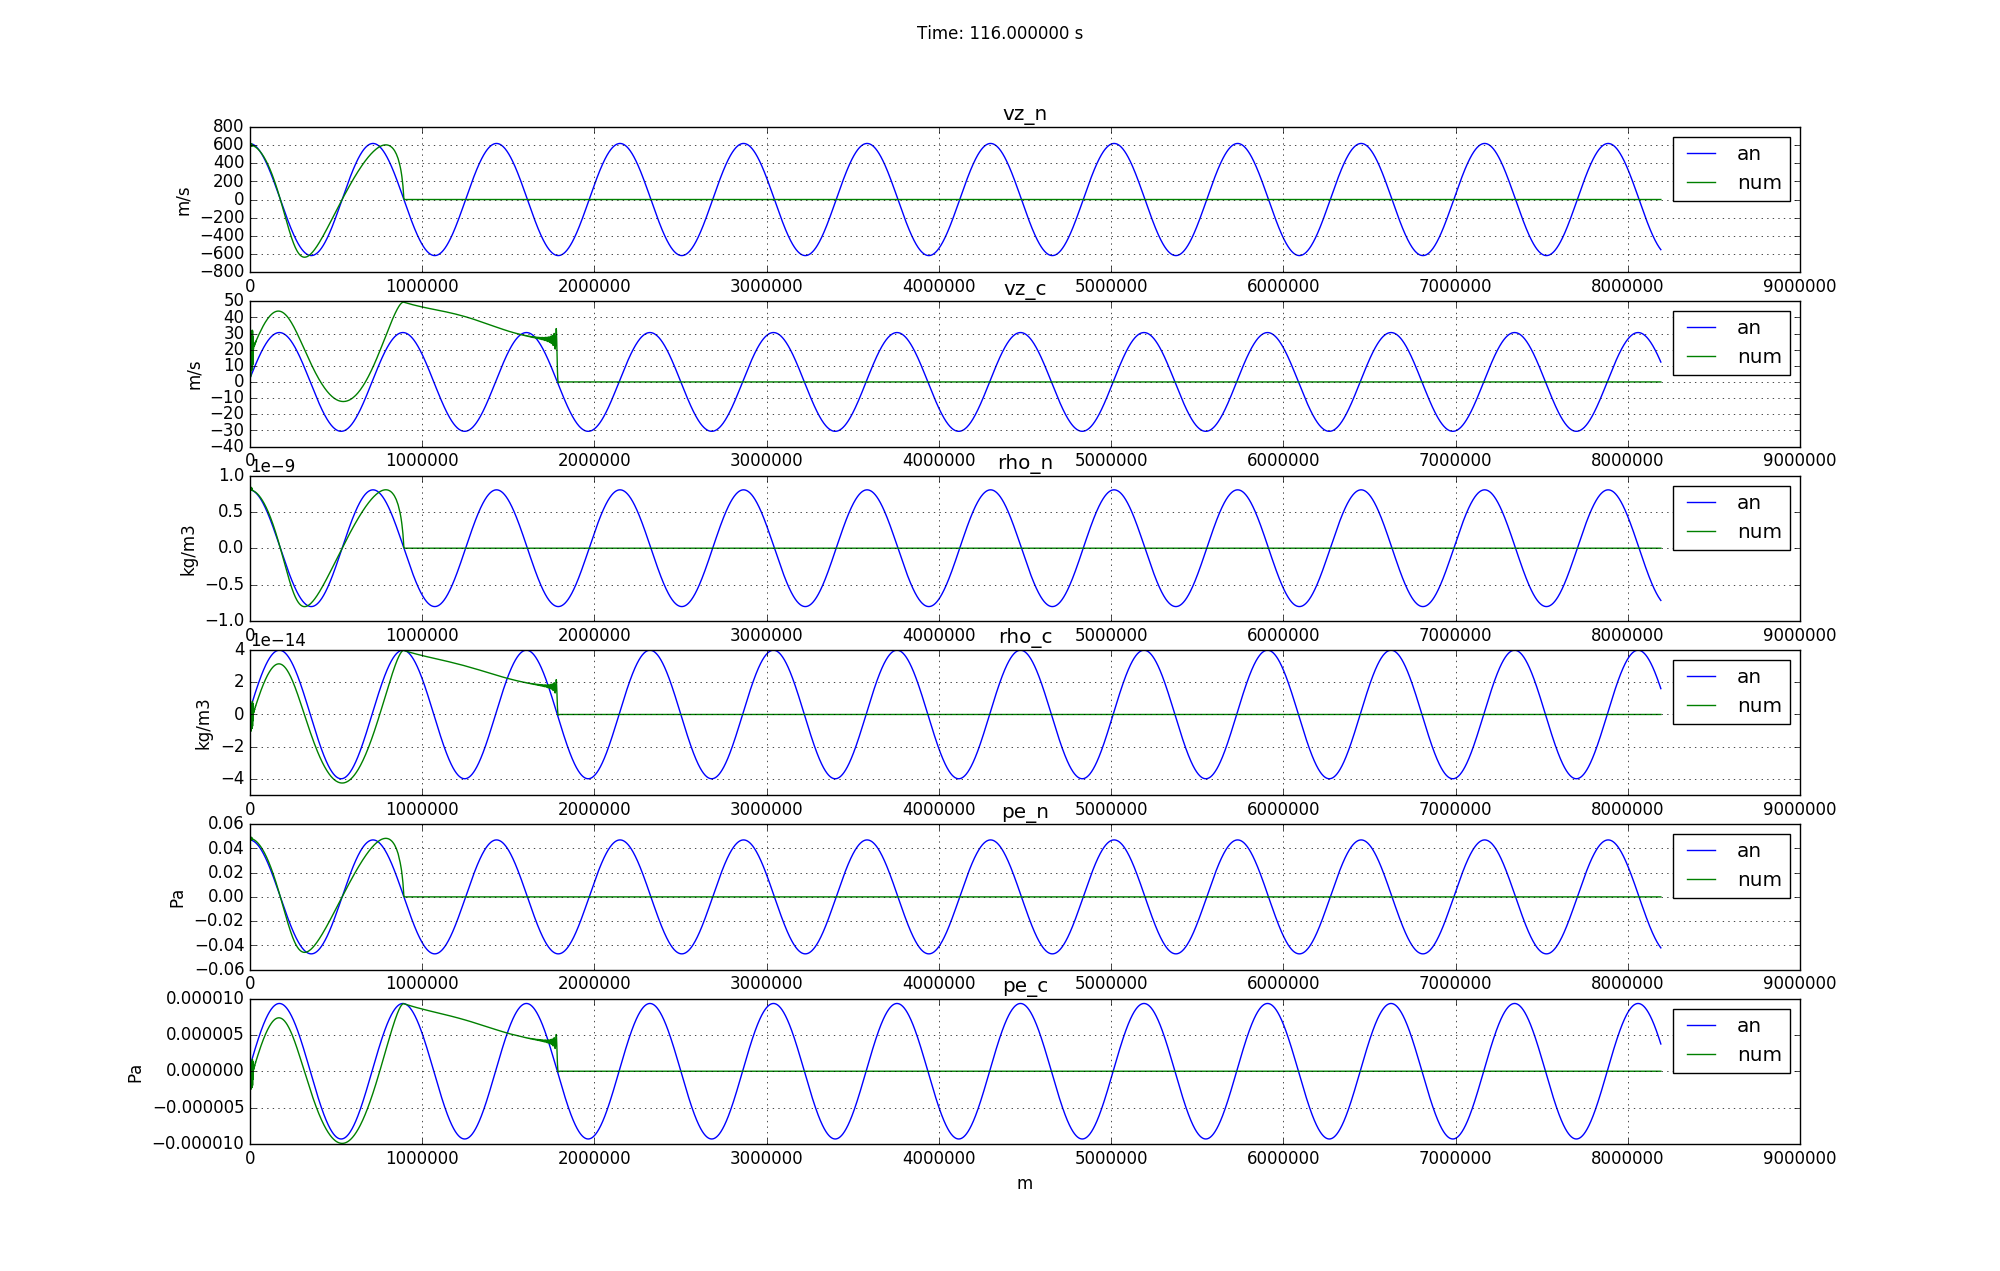 Time: 116.000000 s
vz_n
800
600
400
200
0
−200
−400
−600
−800
m/s
an
num
0 1000000 2000000 3000000 4000000 5000000 6000000 7000000 8000000 9000000
vz_c
50
40
30
20
10
0
−10
−20
−30
−40
m/s
an
num
0 1000000 2000000 3000000 4000000 5000000 6000000 7000000 8000000 9000000
1e−9
rho_n
1.0
0.5
0.0
−0.5
−1.0
kg/m3
an
num
0 1000000 2000000 3000000 4000000 5000000 6000000 7000000 8000000 9000000
1e−14
rho_c
4
2
0
−2
−4
kg/m3
an
num
0 1000000 2000000 3000000 4000000 5000000 6000000 7000000 8000000 9000000
pe_n
0.06
0.04
0.02
0.00
−0.02
−0.04
−0.06
Pa
an
num
0 1000000 2000000 3000000 4000000 5000000 6000000 7000000 8000000 9000000
pe_c
0.000010
0.000005
0.000000
−0.000005
−0.000010
Pa
an
num
0 1000000 2000000 3000000 4000000 5000000 6000000 7000000 8000000 9000000
m